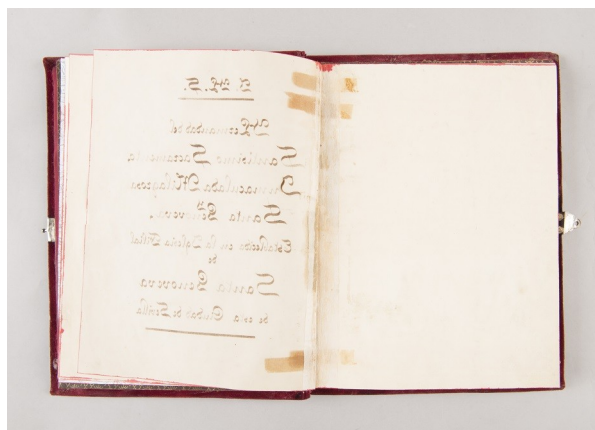 J. H. S.
Hermandad del
Santisimo Sacramento
Inmaculada Milagrosa
Santa Genoveva,
Establecida en la Iglesia Filial
de
Santa Genoveva
de esta Ciudad de Sevilla